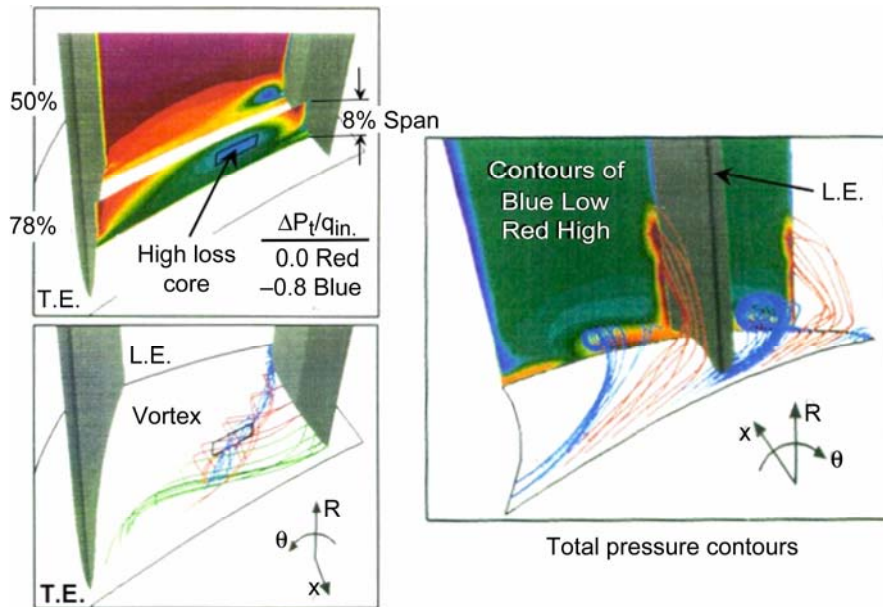 50%
8% Span
78%
High loss
core
ΔPt/qin.
0.0 Red
–0.8 Blue
T.E.
L.E.
Vortex
R
θ
x
T.E.
Contours of
Blue Low
Red High
L.E.
R
x
θ
Total pressure contours